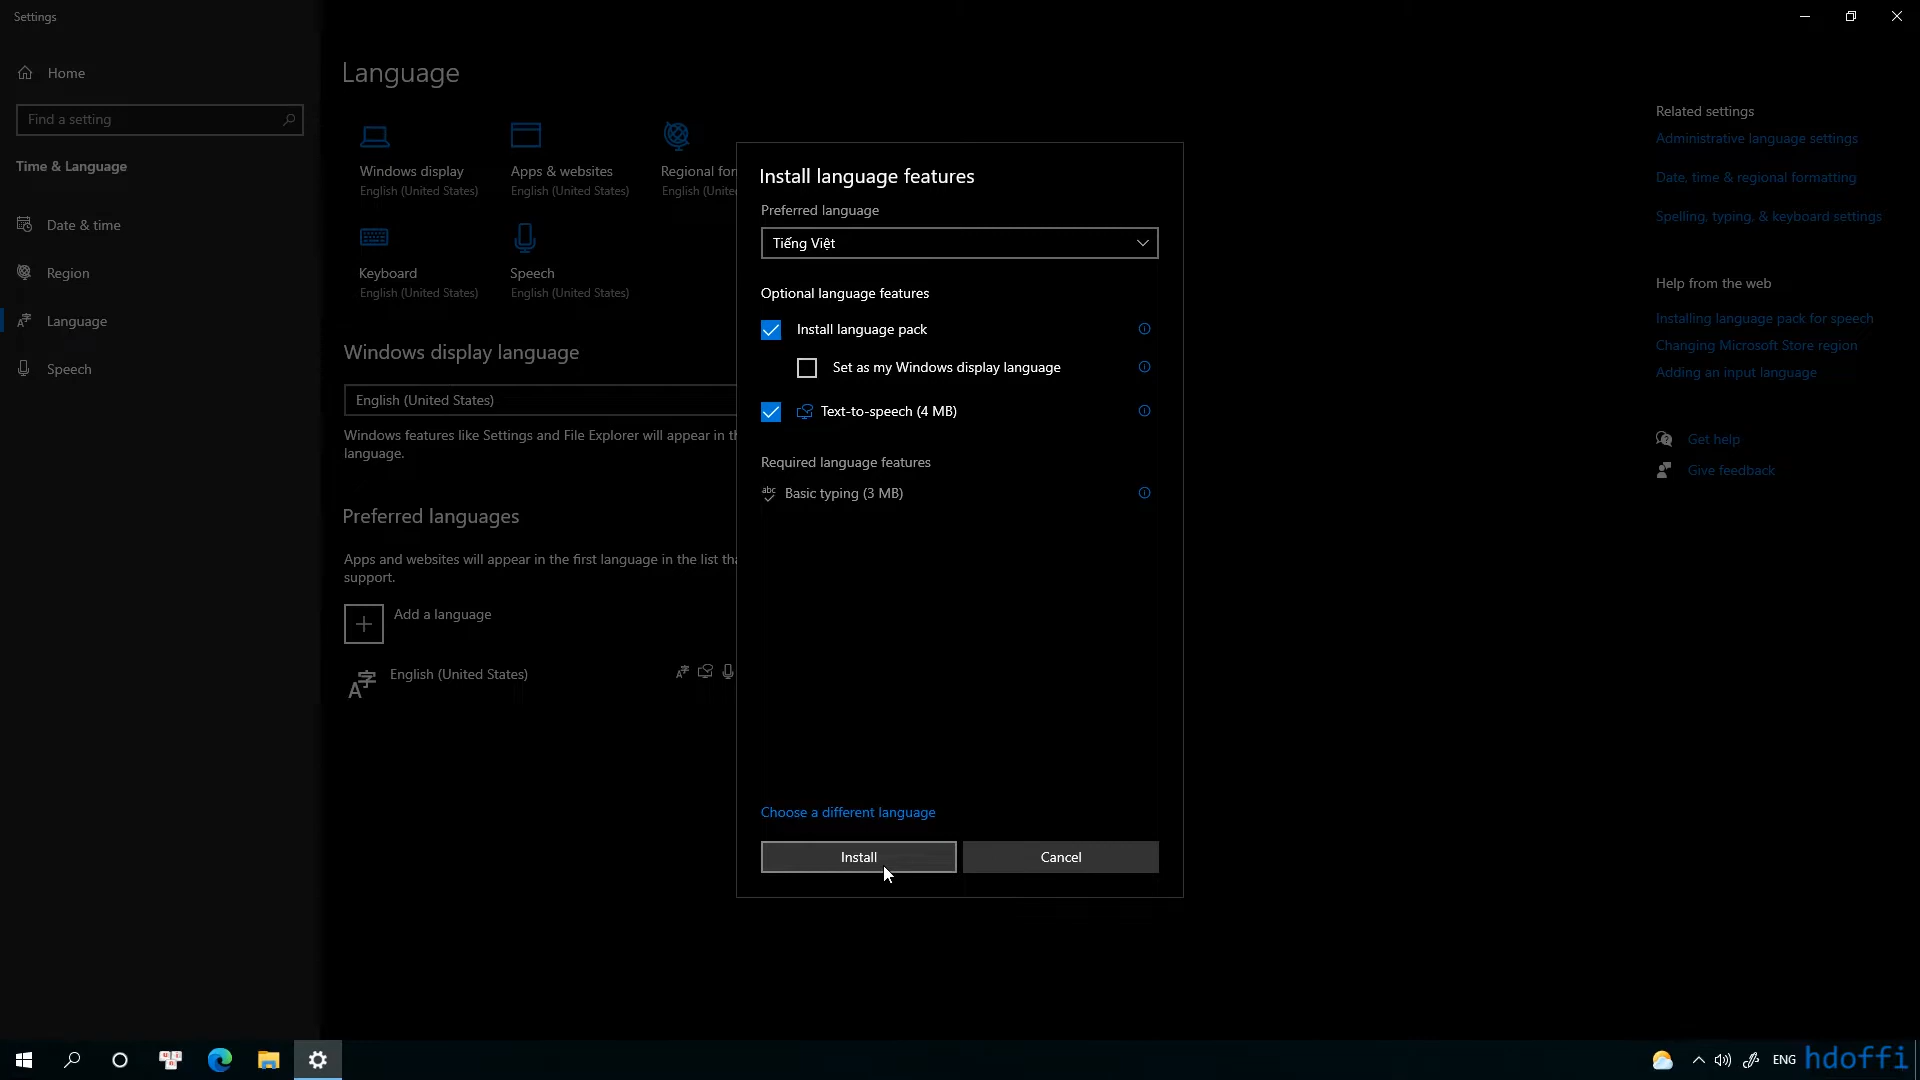 Settings
Home
Find a setting
Time & Language
Date & time
Region
Language
Speech
Language
Windows display
English (United States)
Apps & websites
English (United States)
Regional for
English (Unite
Keyboard
English (United States)
Speech
English (United States)
Windows display language
English (United States)
Windows features like Settings and File Explorer will appear in th
language.
Preferred languages
Apps and websites will appear in the first language in the list tha
support.
Add a language
English (United States)
Install language features
Preferred language
Tiếng Việt
Optional language features
Install language pack
Set as my Windows display language
Text-to-speech (4 MB)
Required language features
abc Basic typing (3 MB)
Choose a different language
Install
Cancel
Related settings
Administrative language settings
Date, time & regional formatting
Spelling, typing, & keyboard settings
Help from the web
Installing language pack for speech
Changing Microsoft Store region
Adding an input language
Get help
Give feedback
ENG
hdoffi